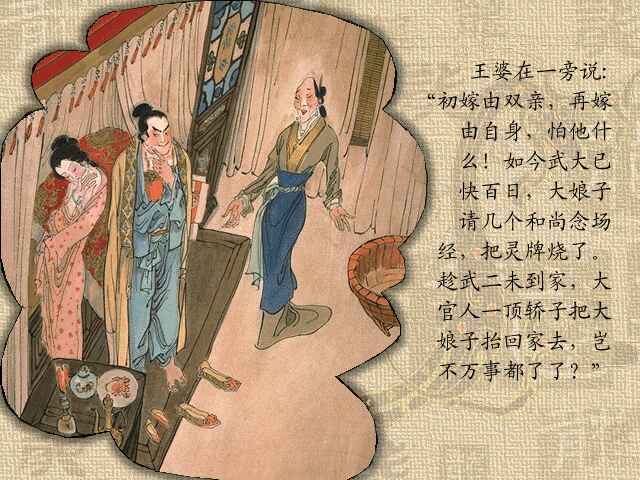 王婆在一旁说:
“初嫁由双亲，再嫁
由自身，怕他什
么！如今武大已
快百日，大娘子
请几个和尚念场
经，把灵牌烧了。
趁武二未到家，大
官人一顶轿子把大
娘子抬回家去，岂
不万事都了了？”